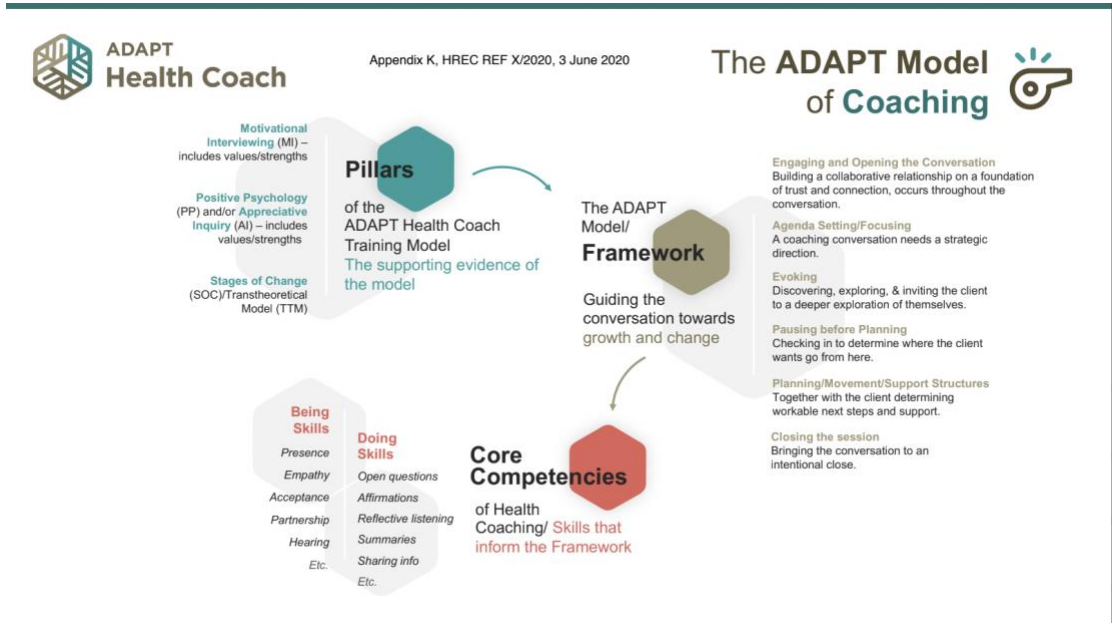 ADAPT
Health Coach
Appendix K, HREC REF X/2020, 3 June 2020
The ADAPT Model
of Coaching
Motivational
Interviewing (MI) –
includes values/strengths
Positive Psychology
(PP) and/or Appreciative
Inquiry (AI) – includes
values/strengths
Stages of Change
(SOC)/Transtheoretical
Model (TTM)
Pillars
of the
ADAPT Health Coach
Training Model
The supporting evidence of
the model
The ADAPT
Model/
Framework
Guiding the
conversation towards
growth and change
Engaging and Opening the Conversation
Building a collaborative relationship on a foundation
of trust and connection, occurs throughout the
conversation.
Agenda Setting/Focusing
A coaching conversation needs a strategic
direction.
Evoking
Discovering, exploring, & inviting the client
to a deeper exploration of themselves.
Pausing before Planning
Checking in to determine where the client
wants go from here.
Planning/Movement/Support Structures
Together with the client determining
workable next steps and support.
Closing the session
Bringing the conversation to an
intentional close.
Being
Skills
Presence
Empathy
Acceptance
Partnership
Hearing
Etc.
Doing
Skills
Open questions
Affirmations
Reflective listening
Summaries
Sharing info
Etc.
Core
Competencies
of Health
Coaching/ Skills that
inform the Framework